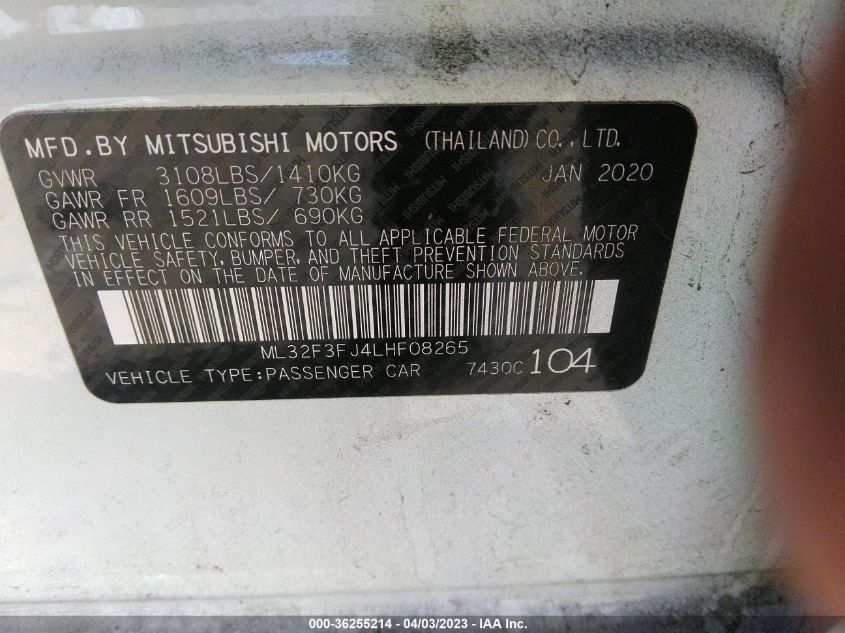 MFD.BY MITSUBISHI MOTORS (THAILAND) CO.,LTD.
GVWR 3108LBS/1410KG JAN 2020
GAWR FR 1609LBS/ 730KG
GAWR RR 1521LBS/ 690KG
THIS VEHICLE CONFORMS TO ALL APPLICABLE FEDERAL MOTOR
VEHICLE SAFETY, BUMPER, AND THEFT PREVENTION STANDARDS
IN EFFECT ON THE DATE OF MANUFACTURE SHOWN ABOVE.
ML32F3FJ4LHF08265
VEHICLE TYPE:PASSENGER CAR 7430C 104
000-36255214 - 04/03/2023 - IAA Inc.